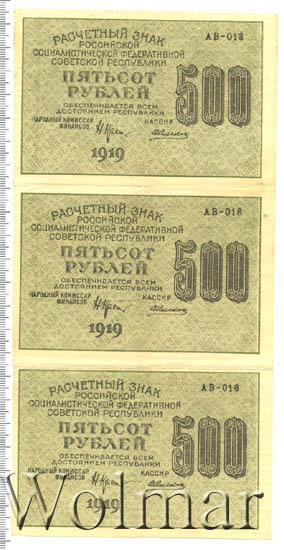 РАСЧЕТНЫЙ ЗНАК
РОССИЙСКОЙ
СОЦИАЛИСТИЧЕСКОЙ ФЕДЕРАТИВНОЙ
СОВЕТСКОЙ РЕСПУБЛИКИ
АВ-018
ПЯТЬСОТ
РУБЛЕЙ
500
ОБЕСПЕЧИВАЕТСЯ ВСЕМ
ДОСТОЯНИЕМ РЕСПУБЛИКИ
НАРОДНЫЙ КОМИССАР
ФИНАНСОВ
КАССИР
1919
РАСЧЕТНЫЙ ЗНАК
РОССИЙСКОЙ
СОЦИАЛИСТИЧЕСКОЙ ФЕДЕРАТИВНОЙ
СОВЕТСКОЙ РЕСПУБЛИКИ
АВ-018
ПЯТЬСОТ
РУБЛЕЙ
500
ОБЕСПЕЧИВАЕТСЯ ВСЕМ
ДОСТОЯНИЕМ РЕСПУБЛИКИ
НАРОДНЫЙ КОМИССАР
ФИНАНСОВ
КАССИР
1919
РАСЧЕТНЫЙ ЗНАК
РОССИЙСКОЙ
СОЦИАЛИСТИЧЕСКОЙ ФЕДЕРАТИВНОЙ
СОВЕТСКОЙ РЕСПУБЛИКИ
АВ-018
ПЯТЬСОТ
РУБЛЕЙ
500
ОБЕСПЕЧИВАЕТСЯ ВСЕМ
ДОСТОЯНИЕМ РЕСПУБЛИКИ
НАРОДНЫЙ КОМИССАР
ФИНАНСОВ
КАССИР
1919
Wolmar